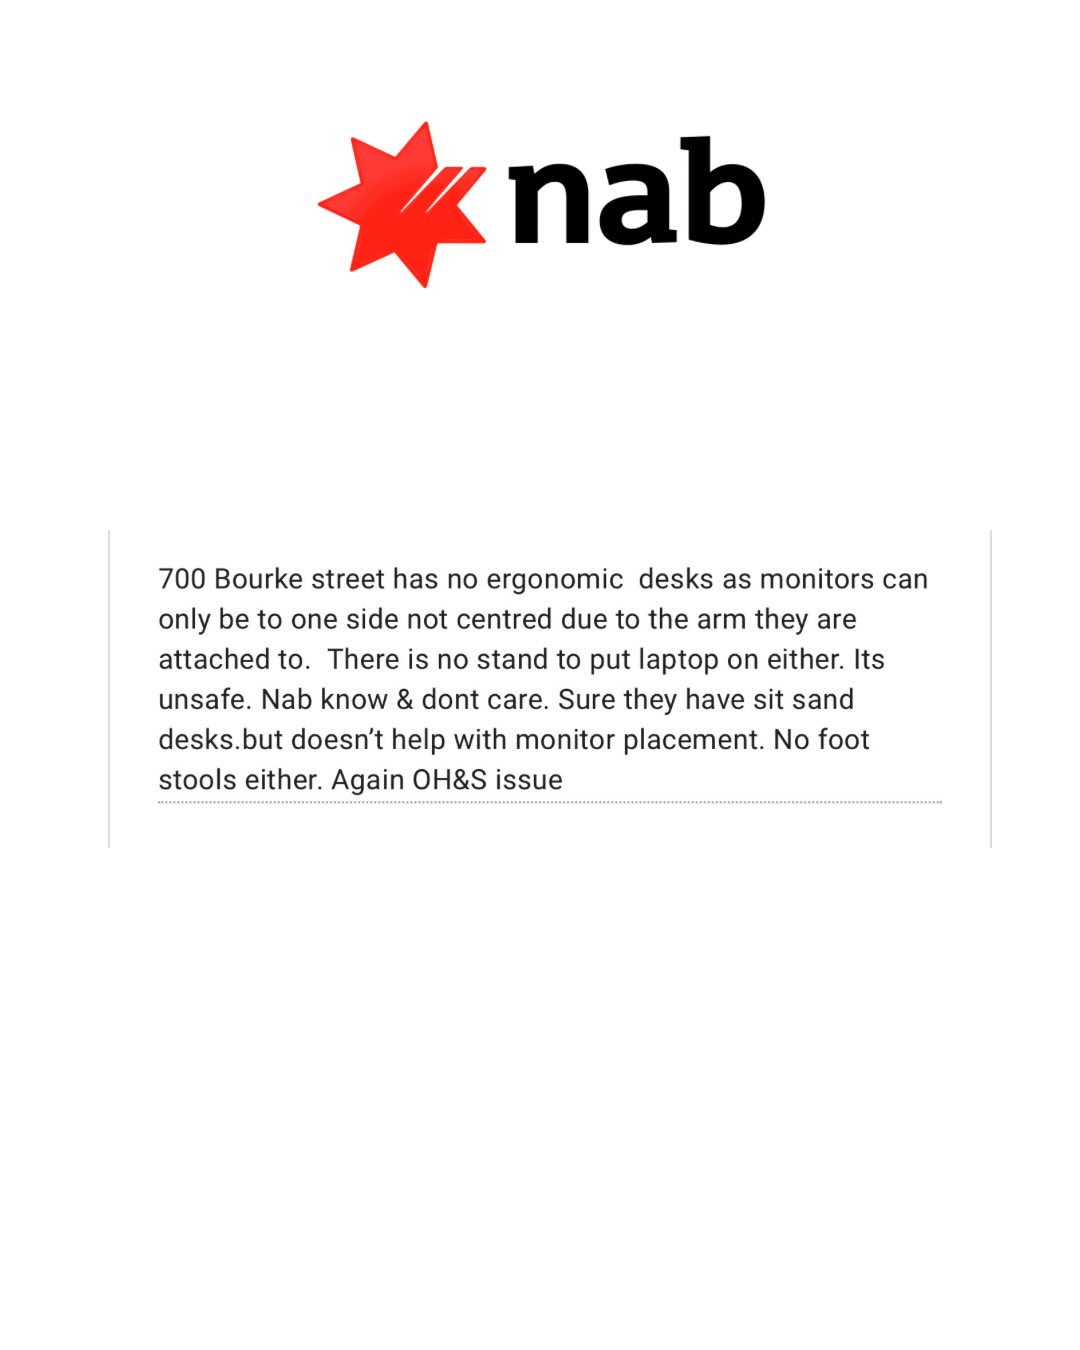 nab
700 Bourke street has no ergonomic  desks as monitors can
only be to one side not centred due to the arm they are
attached to.  There is no stand to put laptop on either. Its
unsafe. Nab know & dont care. Sure they have sit sand
desks.but doesn’t help with monitor placement. No foot
stools either. Again OH&S issue